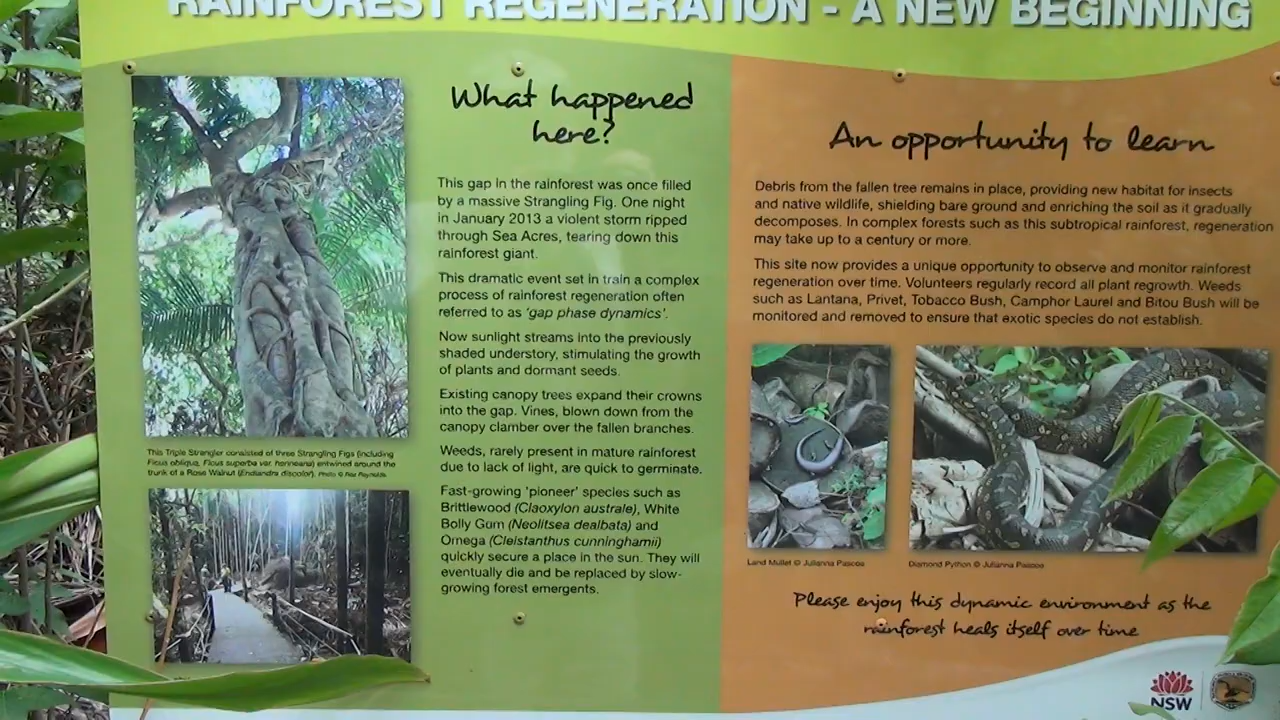 RAINFOREST REGENERATION - A NEW BEGINNING
What happened
here?
This gap in the rainforest was once filled
by a massive Strangling Fig. One night
in January 2013 a violent storm ripped
through Sea Acres, tearing down this
rainforest giant.
This dramatic event set in train a complex
process of rainforest regeneration often
referred to as 'gap phase dynamics'.
Now sunlight streams into the previously
shaded understory, stimulating the growth
of plants and dormant seeds.
Existing canopy trees expand their crowns
into the gap. Vines, blown down from the
canopy clamber over the fallen branches.
Weeds, rarely present in mature rainforest
due to lack of light, are quick to germinate.
Fast-growing 'pioneer' species such as
Brittlewood (Claoxylon australe), White
Bolly Gum (Neolitsea dealbata) and
Omega (Cleistanthus cunninghamii)
quickly secure a place in the sun. They will
eventually die and be replaced by slow-
growing forest emergents.
This Triple Strangler consisted of three Strangling Figs (including
Ficus obliqua, Ficus superba var. henneana) entwined around the
trunk of a Rose Walnut (Endiandra discolor). Photo © Rex Reynolds
An opportunity to learn
Debris from the fallen tree remains in place, providing new habitat for insects
and native wildlife, shielding bare ground and enriching the soil as it gradually
decomposes. In complex forests such as this subtropical rainforest, regeneration
may take up to a century or more.
This site now provides a unique opportunity to observe and monitor rainforest
regeneration over time. Volunteers regularly record all plant regrowth. Weeds
such as Lantana, Privet, Tobacco Bush, Camphor Laurel and Bitou Bush will be
monitored and removed to ensure that exotic species do not establish.
Land Mullet © Julianna Pascoe
Diamond Python © Julianna Pascoe
Please enjoy this dynamic environment as the
rainforest heals itself over time
NSW